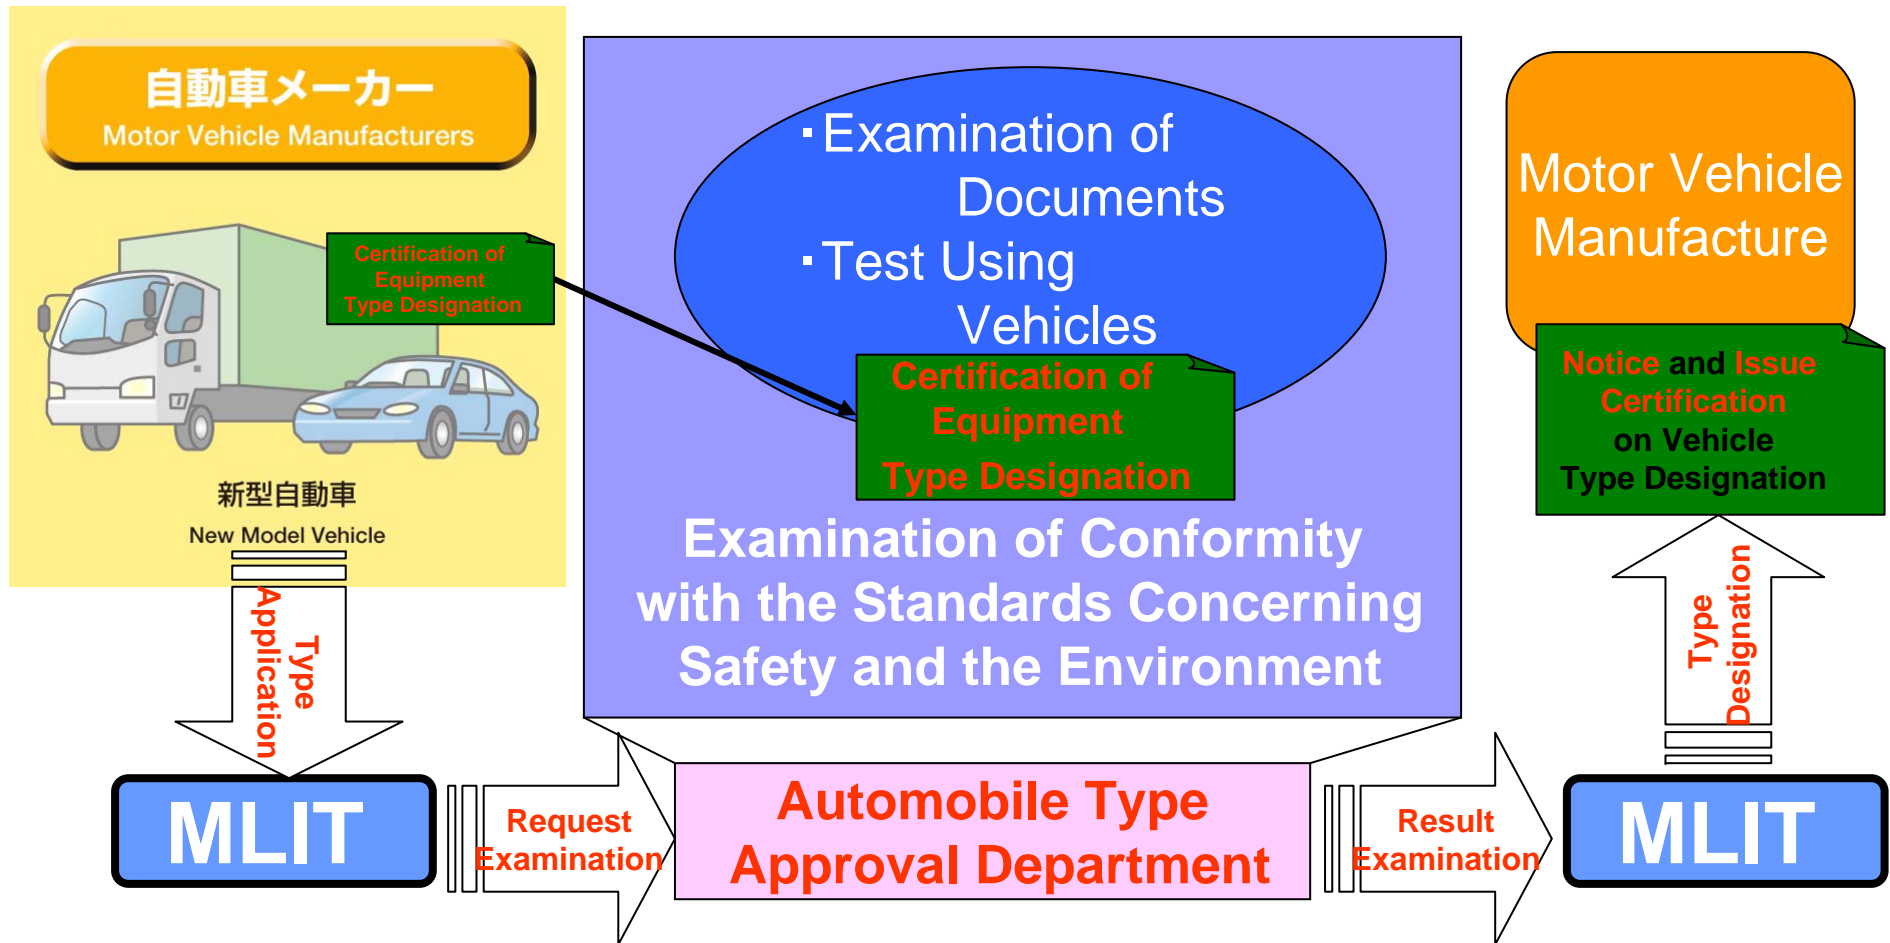 自動車メーカー
Motor Vehicle Manufacturers
Certification of
Equipment
Type Designation
新型自動車
New Model Vehicle
Type
Application
MLIT
Request
Examination
・Examination of
Documents
・Test Using
Vehicles
Certification of
Equipment
Type Designation
Examination of Conformity
with the Standards Concerning
Safety and the Environment
Automobile Type
Approval Department
Result
Examination
MLIT
Type
Designation
Motor Vehicle
Manufacture
Notice and Issue
Certification
on Vehicle
Type Designation